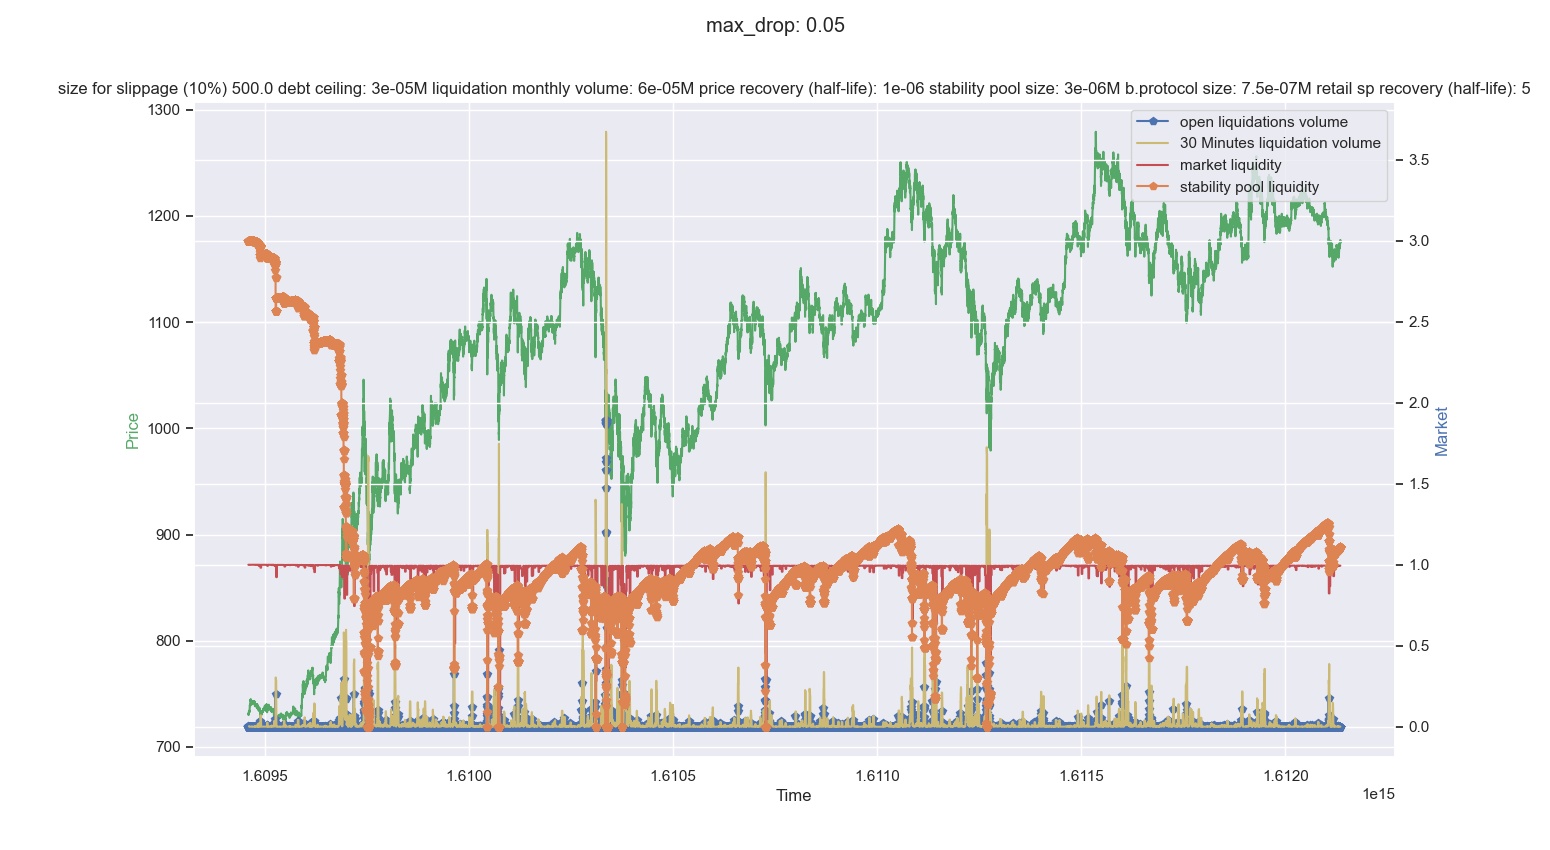 max_drop: 0.05
size for slippage (10%) 500.0 debt ceiling: 3e-05M liquidation monthly volume: 6e-05M price recovery (half-life): 1e-06 stability pool size: 3e-06M b.protocol size: 7.5e-07M retail sp recovery (half-life): 5
open liquidations volume
30 Minutes liquidation volume
market liquidity
stability pool liquidity
1300
1200
1100
1000
900
800
700
Price
3.5
3.0
2.5
2.0
1.5
1.0
0.5
0.0
Market
1.6095 1.6100 1.6105 1.6110 1.6115 1.6120
Time
1e15